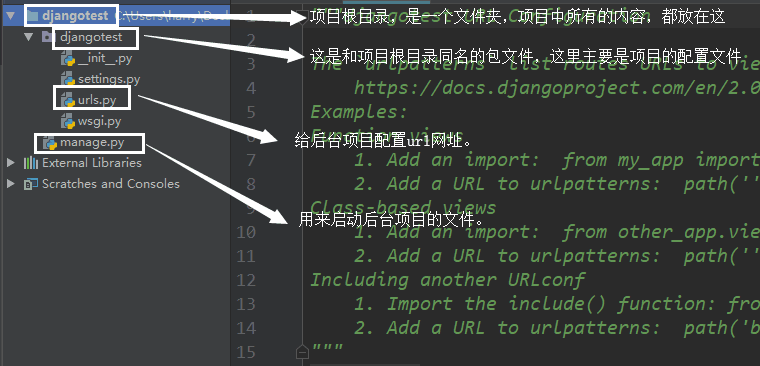 djangotest C:\Users\harry\Des
项目根目录。是一个文件夹，项目中所有的内容，都放在这
djangotest
这是和项目根目录同名的包文件，这里主要是项目的配置文件
__init__.py
settings.py
urls.py
wsgi.py
manage.py
External Libraries
Scratches and Consoles
给后台项目配置url网址。
用来启动后台项目的文件。
1
2
3 The `urlpatterns` list routes URLs to vie
4 https://docs.djangoproject.com/en/2.0
5 Examples:
6 Function views
7 1. Add an import: from my_app import
8 2. Add a URL to urlpatterns: path(''
9 Class-based views
10 1. Add an import: from other_app.vie
11 2. Add a URL to urlpatterns: path(''
12 Including another URLconf
13 1. Import the include() function: fro
14 2. Add a URL to urlpatterns: path('b
15 """